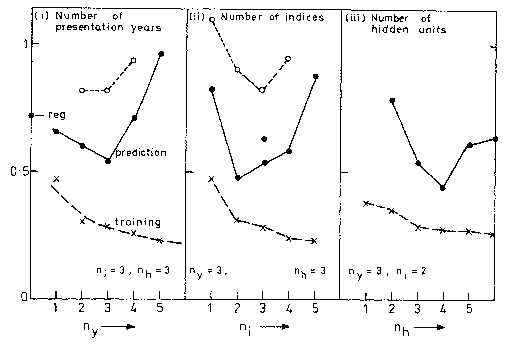 (i) Number of
presentation years
(ii) Number of indices
(iii) Number of
hidden units
1
reg
prediction
0.5
training
n_i = 3, n_h = 3
n_y = 3,
n_h = 3
n_y = 3, n_i = 2
0
1 2 3 4 5
1 2 3 4 5
1 2 3 4 5
n_y
n_i
n_h